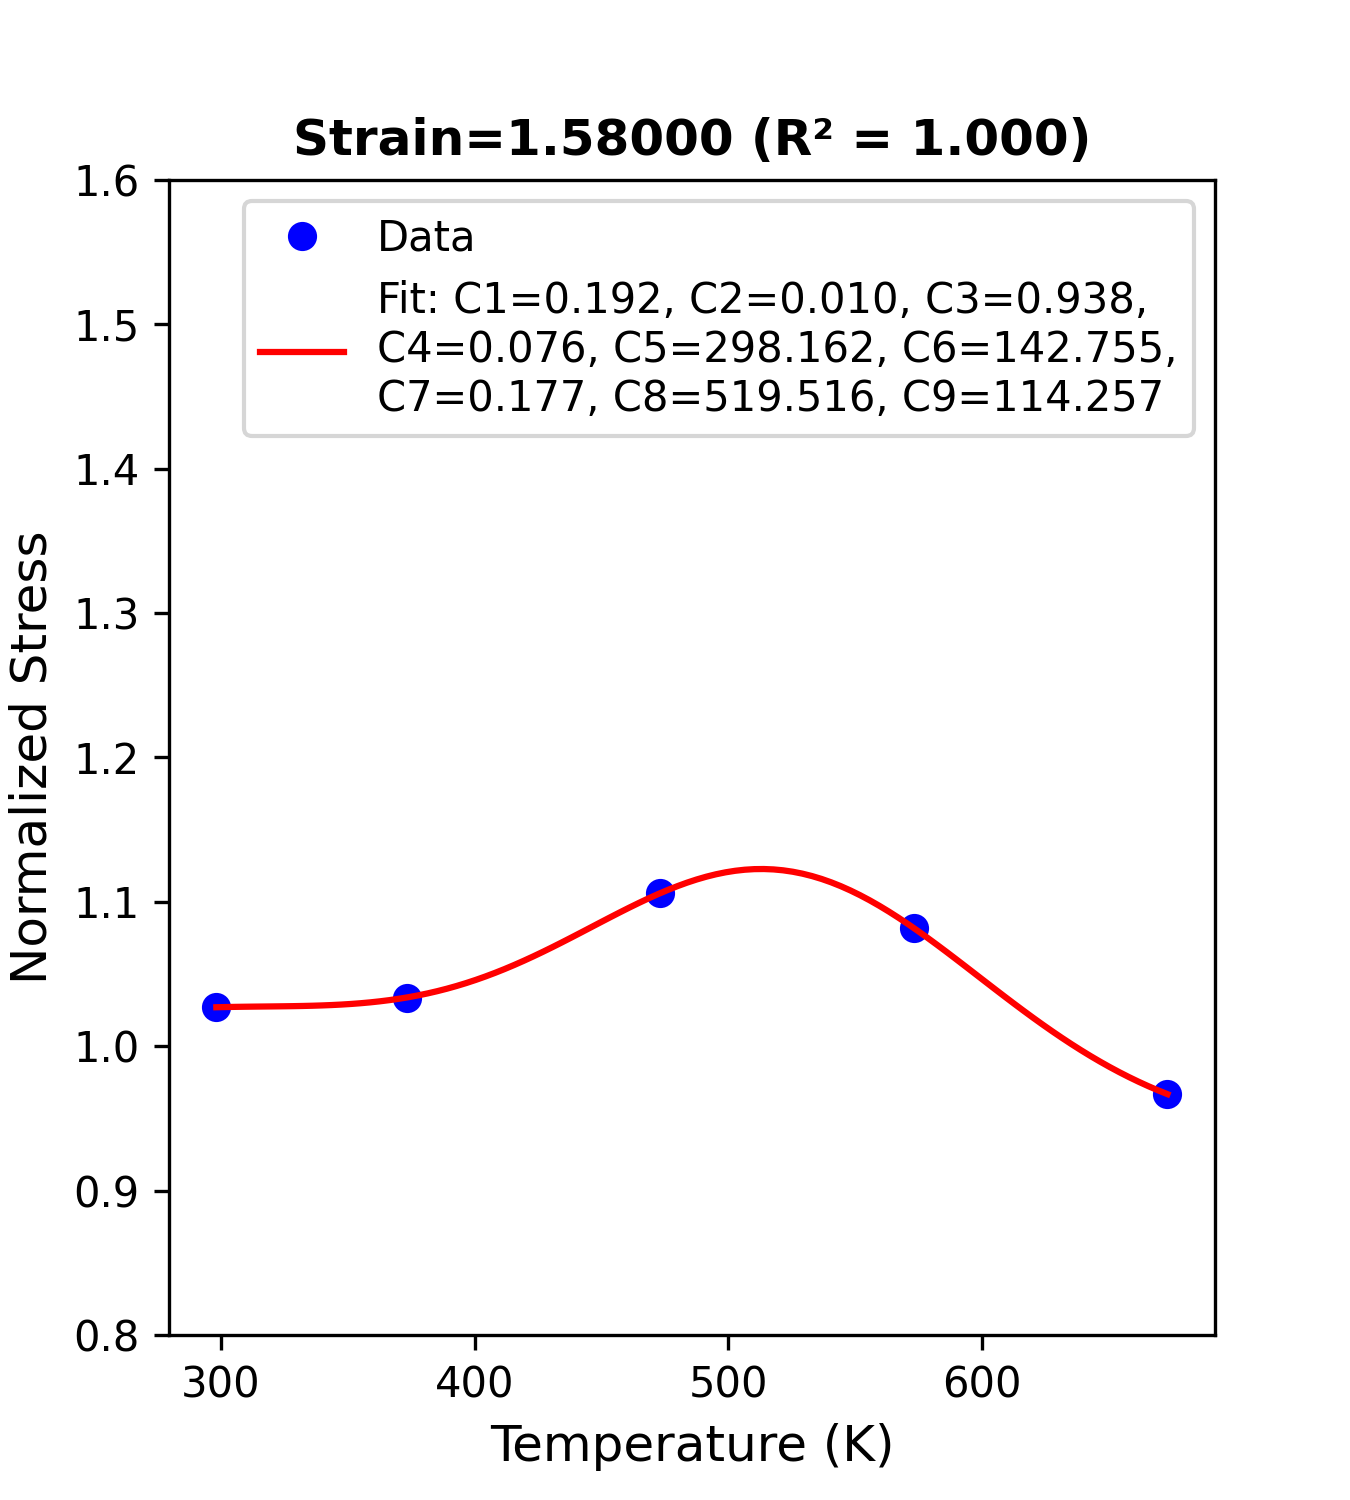 Strain=1.58000 (R² = 1.000)
1.6
1.5
1.4
1.3
1.2
1.1
1.0
0.9
0.8
Normalized Stress
Data
Fit: C1=0.192, C2=0.010, C3=0.938,
C4=0.076, C5=298.162, C6=142.755,
C7=0.177, C8=519.516, C9=114.257
300 400 500 600
Temperature (K)